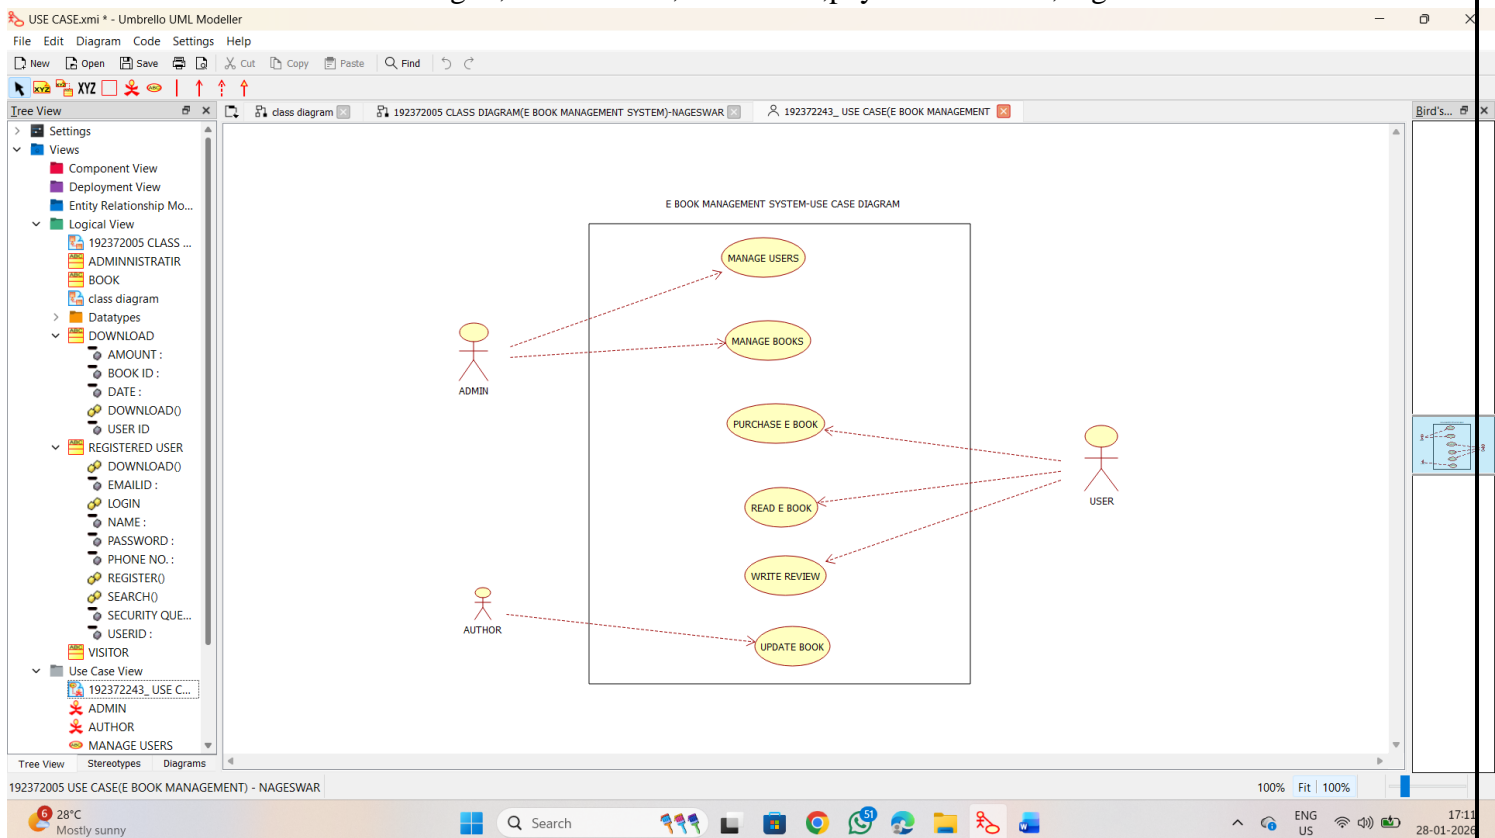 USE CASE.xmi * - Umbrello UML Modeller
File Edit Diagram Code Settings Help
New Open Save Cut Copy Paste Find
XYZ XYZ
Tree View
class diagram
192372005 CLASS DIAGRAM(E BOOK MANAGEMENT SYSTEM)-NAGESWAR
192372243_ USE CASE(E BOOK MANAGEMENT
Bird's...
Settings
Views
Component View
Deployment View
Entity Relationship Mo...
Logical View
192372005 CLASS ...
ADMINNISTRATIR
BOOK
class diagram
Datatypes
DOWNLOAD
AMOUNT :
BOOK ID :
DATE :
DOWNLOAD()
USER ID
REGISTERED USER
DOWNLOAD()
EMAILID :
LOGIN
NAME :
PASSWORD :
PHONE NO. :
REGISTER()
SEARCH()
SECURITY QUE...
USERID :
VISITOR
Use Case View
192372243_ USE C...
ADMIN
AUTHOR
MANAGE USERS
Tree View Stereotypes Diagrams
E BOOK MANAGEMENT SYSTEM-USE CASE DIAGRAM
MANAGE USERS
MANAGE BOOKS
ADMIN
PURCHASE E BOOK
READ E BOOK
USER
WRITE REVIEW
AUTHOR
UPDATE BOOK
192372005 USE CASE(E BOOK MANAGEMENT) - NAGESWAR
100% Fit 100%
6
28°C
Mostly sunny
Search
51
ENG
US
17:11
28-01-2026